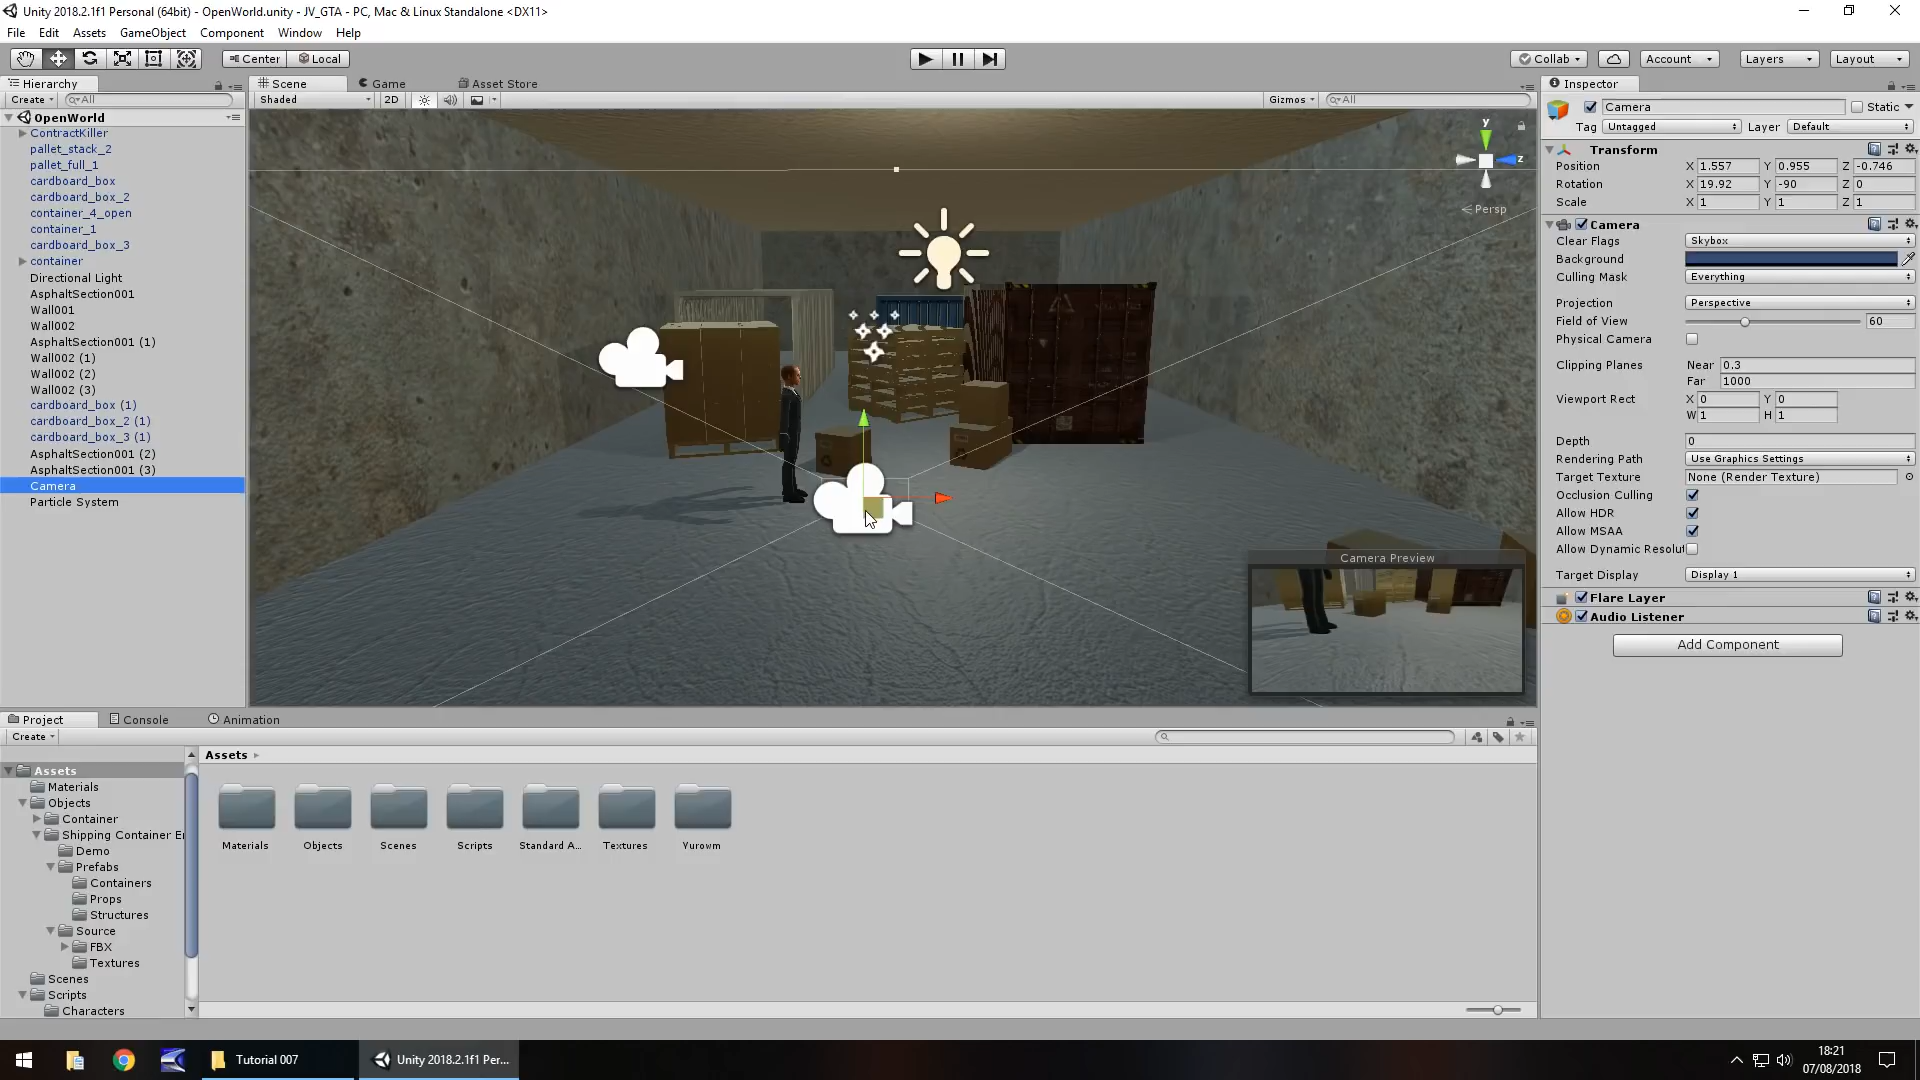 Unity 2018.2.1f1 Personal (64bit) - OpenWorld.unity - JV_GTA - PC, Mac & Linux Standalone <DX11>
File Edit Assets GameObject Component Window Help
Center Local Collab Account Layers Layout
Hierarchy Scene Game Asset Store Inspector
Create All Shaded 2D Gizmos All
Camera Static
Tag Untagged Layer Default
OpenWorld
ContractKiller
pallet_stack_2
pallet_full_1
cardboard_box
cardboard_box_2
container_4_open
container_1
cardboard_box_3
container
Directional Light
AsphaltSection001
Wall001
Wall002
AsphaltSection001 (1)
Wall002 (1)
Wall002 (2)
Wall002 (3)
cardboard_box (1)
cardboard_box_2 (1)
cardboard_box_3 (1)
AsphaltSection001 (2)
AsphaltSection001 (3)
Camera
Particle System
y
z
Persp
Camera Preview
Transform
Position X 1.557 Y 0.955 Z -0.746
Rotation X 19.92 Y -90 Z 0
Scale X 1 Y 1 Z 1
Camera
Clear Flags Skybox
Background
Culling Mask Everything
Projection Perspective
Field of View 60
Physical Camera
Clipping Planes Near 0.3
Far 1000
Viewport Rect X 0 Y 0
W 1 H 1
Depth 0
Rendering Path Use Graphics Settings
Target Texture None (Render Texture)
Occlusion Culling
Allow HDR
Allow MSAA
Allow Dynamic Resolut
Target Display Display 1
Flare Layer
Audio Listener
Add Component
Project Console Animation
Create
Assets
Assets
Materials
Objects
Container
Shipping Container Er
Demo
Prefabs
Containers
Props
Structures
Source
FBX
Textures
Scenes
Scripts
Characters
Materials Objects Scenes Scripts Standard A... Textures Yurowm
Tutorial 007 Unity 2018.2.1f1 Per...
18:21
07/08/2018